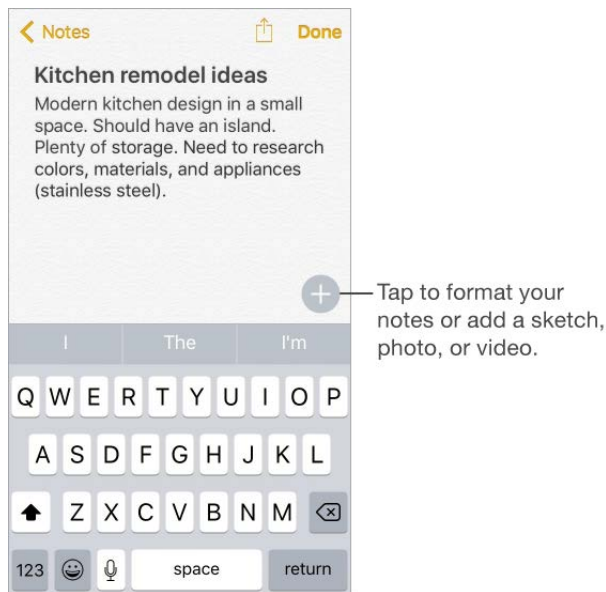 Notes Done
Kitchen remodel ideas
Modern kitchen design in a small
space. Should have an island.
Plenty of storage. Need to research
colors, materials, and appliances
(stainless steel).
Tap to format your
notes or add a sketch,
photo, or video.
I The I'm
Q W E R T Y U I O P
A S D F G H J K L
Z X C V B N M
123 space return